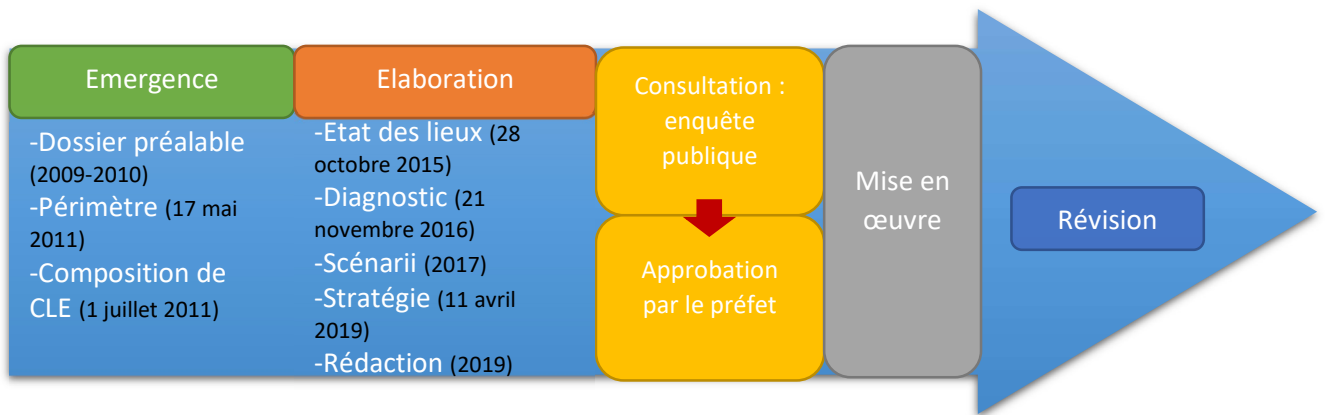 Emergence
-Dossier préalable
(2009-2010)
-Périmètre (17 mai
2011)
-Composition de
CLE (1 juillet 2011)
Elaboration
-Etat des lieux (28
octobre 2015)
-Diagnostic (21
novembre 2016)
-Scénarii (2017)
-Stratégie (11 avril
2019)
-Rédaction (2019)
Consultation :
enquête
publique
Approbation
par le préfet
Mise en
œuvre
Révision